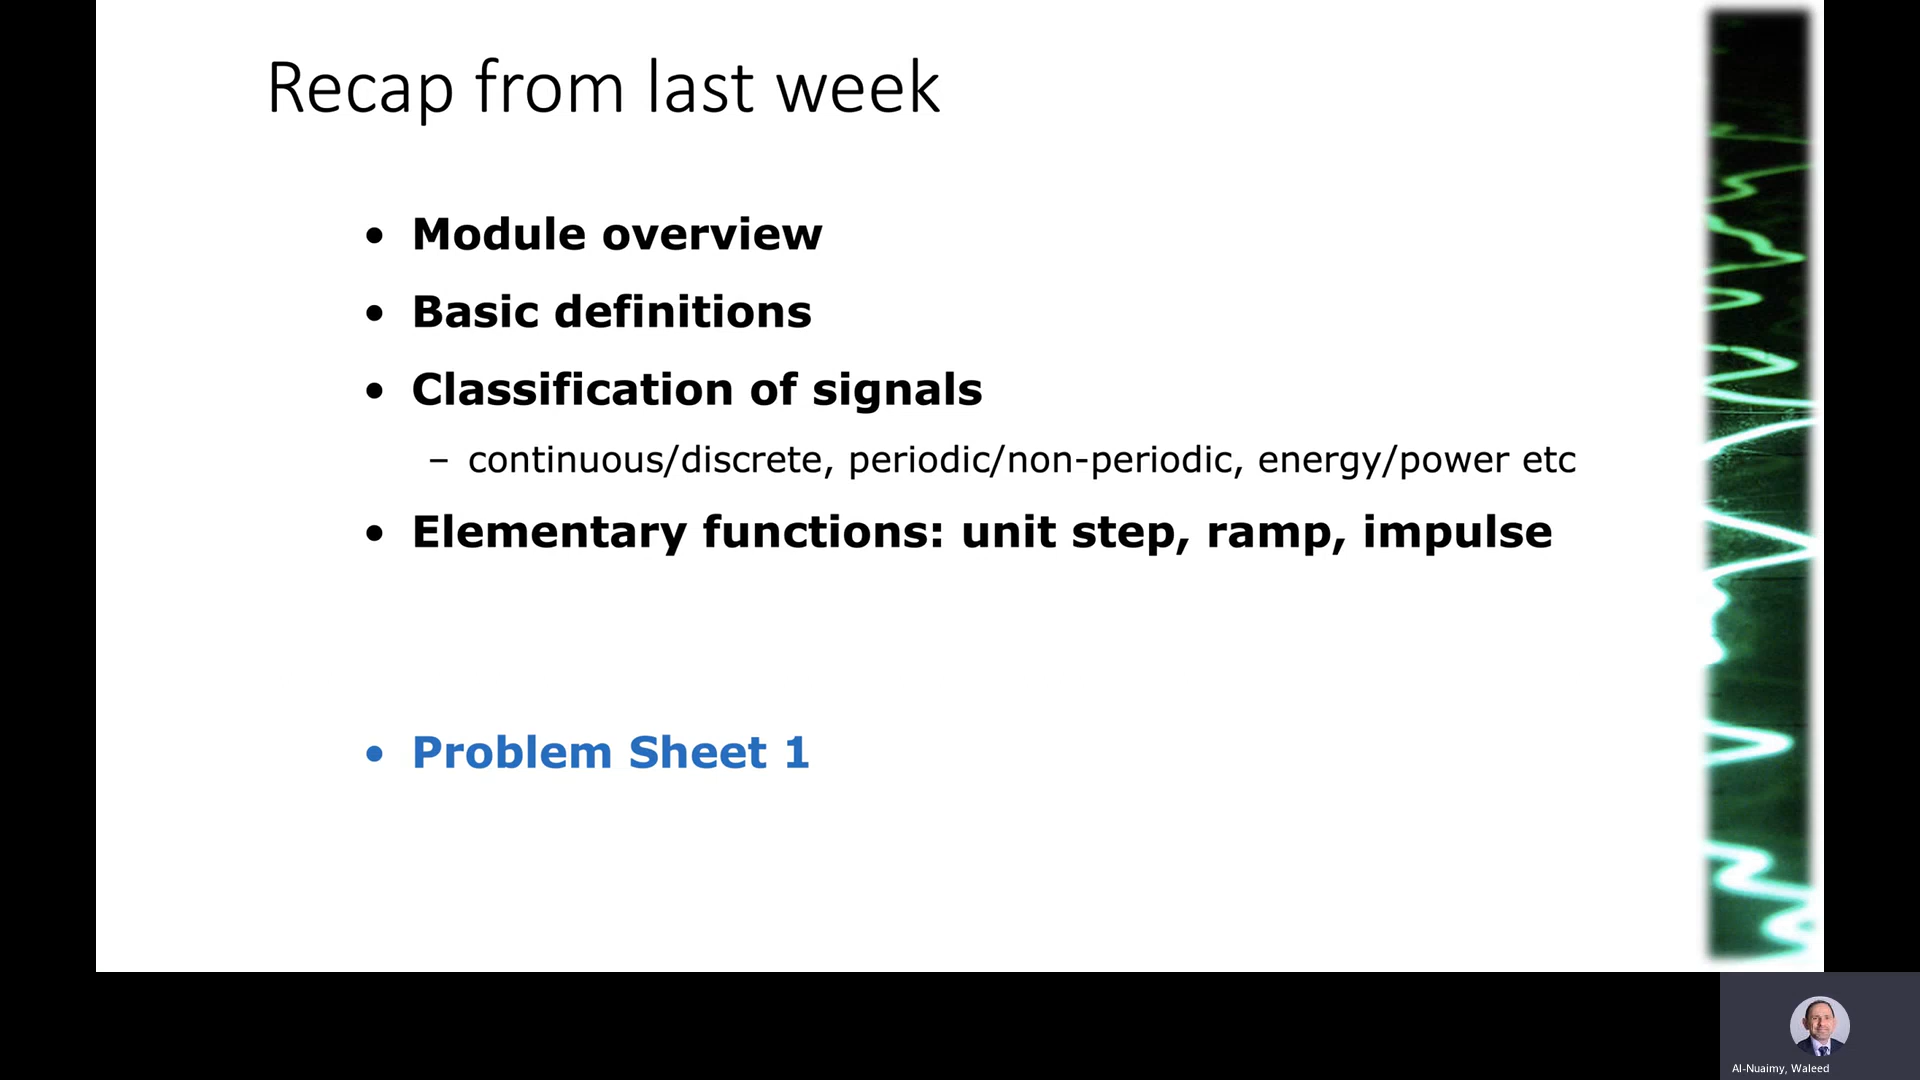 Recap from last week
• Module overview
• Basic definitions
• Classification of signals
– continuous/discrete, periodic/non-periodic, energy/power etc
• Elementary functions: unit step, ramp, impulse
• Problem Sheet 1
Al-Nuaimy, Waleed